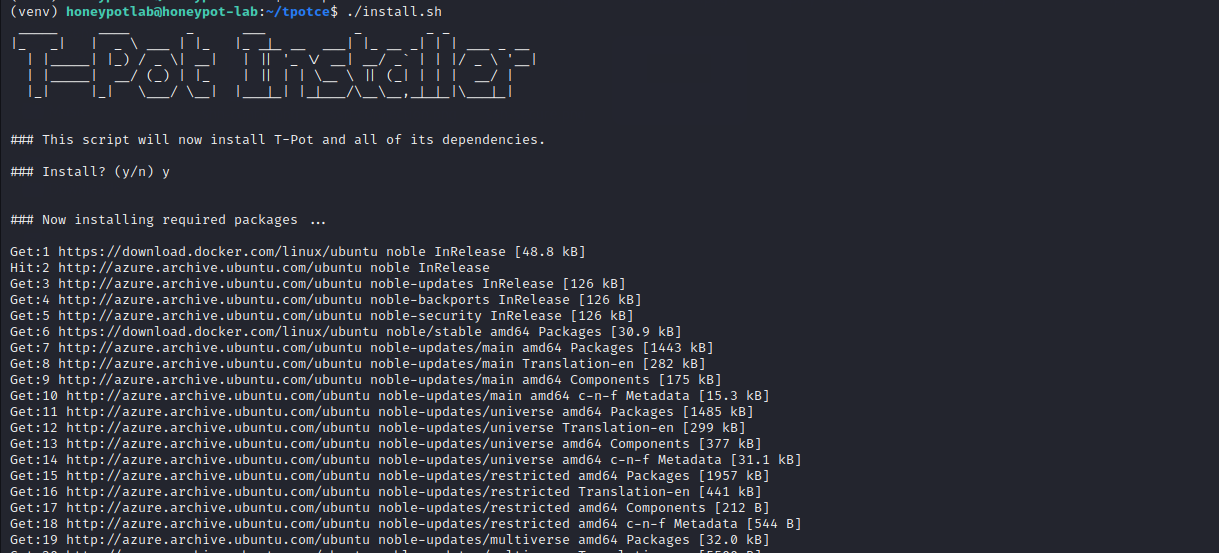 (venv) honeypotlab@honeypot-lab:~/tpotce$ ./install.sh
T-Pot Installer
### This script will now install T-Pot and all of its dependencies.
### Install? (y/n) y
### Now installing required packages ...
Get:1 https://download.docker.com/linux/ubuntu noble InRelease [48.8 kB]
Hit:2 http://azure.archive.ubuntu.com/ubuntu noble InRelease
Get:3 http://azure.archive.ubuntu.com/ubuntu noble-updates InRelease [126 kB]
Get:4 http://azure.archive.ubuntu.com/ubuntu noble-backports InRelease [126 kB]
Get:5 http://azure.archive.ubuntu.com/ubuntu noble-security InRelease [126 kB]
Get:6 https://download.docker.com/linux/ubuntu noble/stable amd64 Packages [30.9 kB]
Get:7 http://azure.archive.ubuntu.com/ubuntu noble-updates/main amd64 Packages [1443 kB]
Get:8 http://azure.archive.ubuntu.com/ubuntu noble-updates/main Translation-en [282 kB]
Get:9 http://azure.archive.ubuntu.com/ubuntu noble-updates/main amd64 Components [175 kB]
Get:10 http://azure.archive.ubuntu.com/ubuntu noble-updates/main amd64 c-n-f Metadata [15.3 kB]
Get:11 http://azure.archive.ubuntu.com/ubuntu noble-updates/universe amd64 Packages [1485 kB]
Get:12 http://azure.archive.ubuntu.com/ubuntu noble-updates/universe Translation-en [299 kB]
Get:13 http://azure.archive.ubuntu.com/ubuntu noble-updates/universe amd64 Components [377 kB]
Get:14 http://azure.archive.ubuntu.com/ubuntu noble-updates/universe amd64 c-n-f Metadata [31.1 kB]
Get:15 http://azure.archive.ubuntu.com/ubuntu noble-updates/restricted amd64 Packages [1957 kB]
Get:16 http://azure.archive.ubuntu.com/ubuntu noble-updates/restricted Translation-en [441 kB]
Get:17 http://azure.archive.ubuntu.com/ubuntu noble-updates/restricted amd64 Components [212 B]
Get:18 http://azure.archive.ubuntu.com/ubuntu noble-updates/restricted amd64 c-n-f Metadata [544 B]
Get:19 http://azure.archive.ubuntu.com/ubuntu noble-updates/multiverse amd64 Packages [32.0 kB]